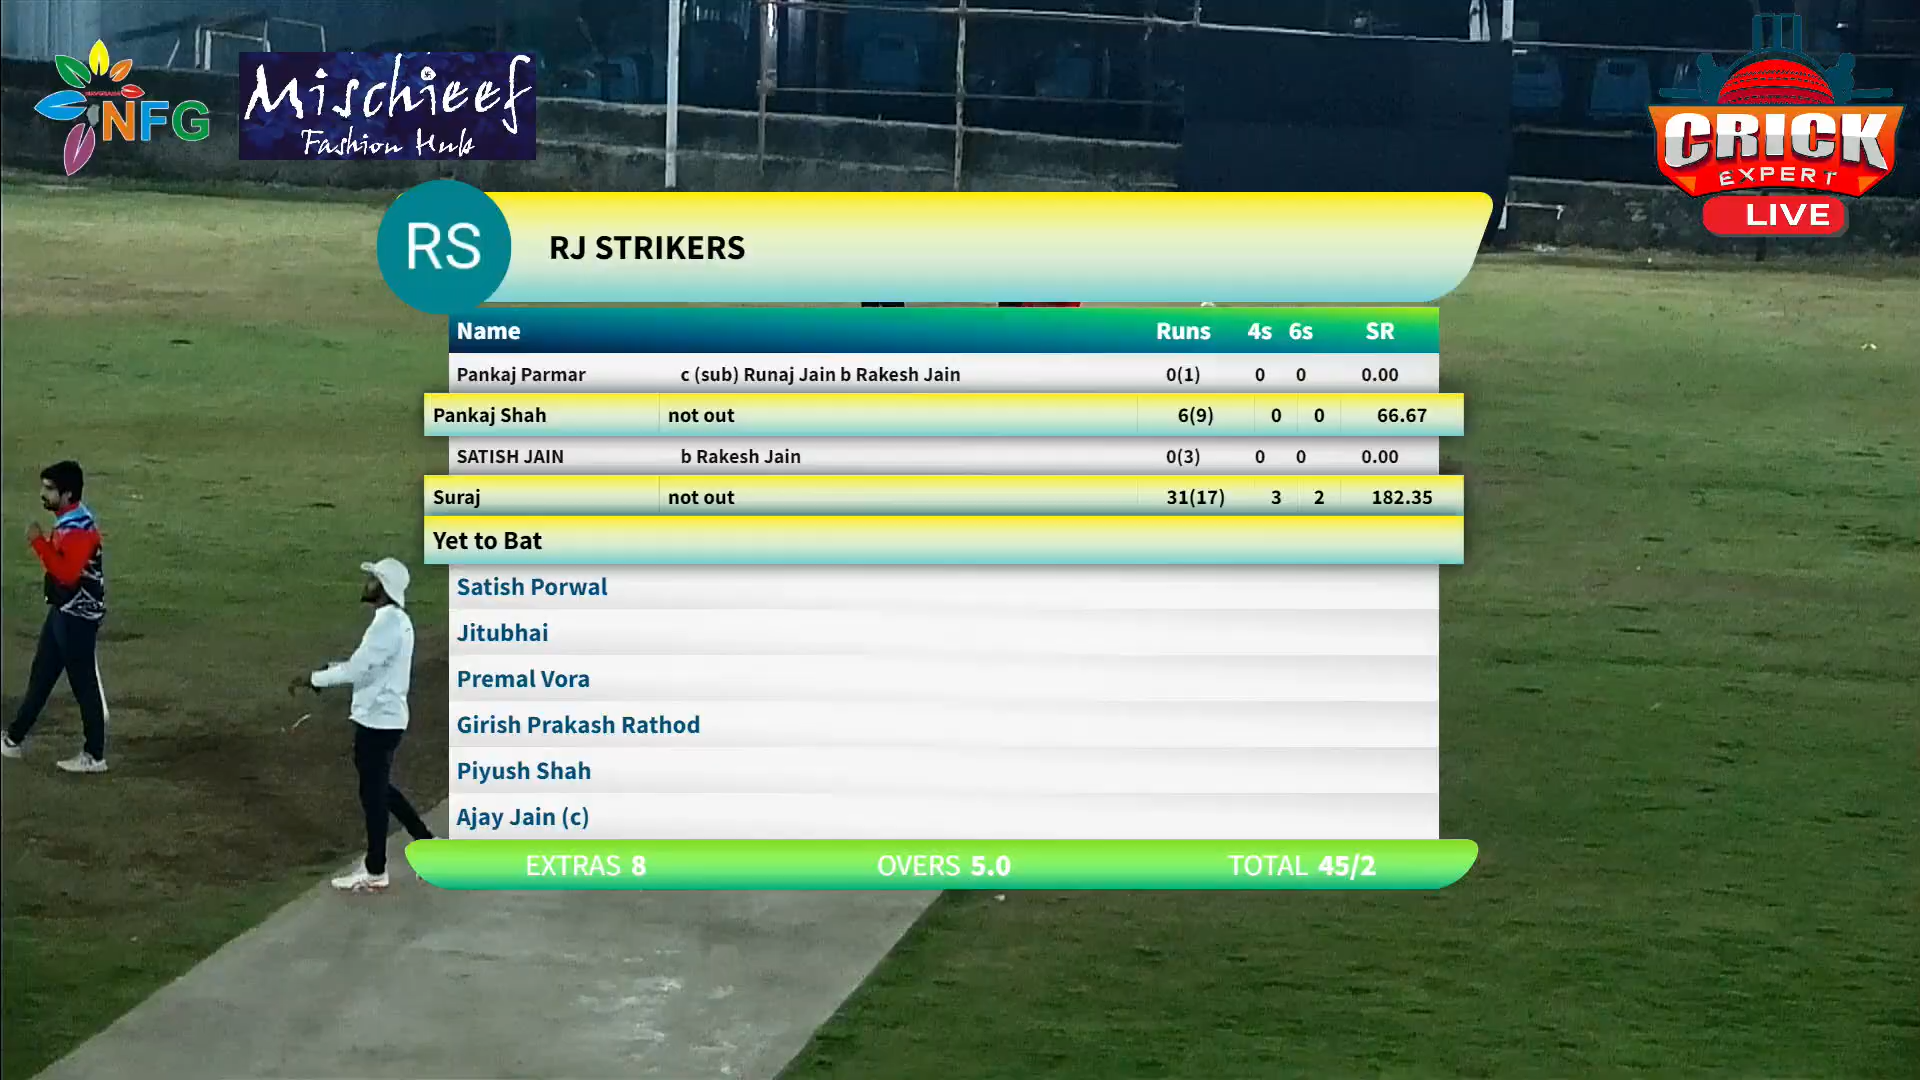 NFG
Mischieef
Fashion Hub
CRICK
EXPERT
LIVE
RS
RJ STRIKERS
Name Runs 4s 6s SR
Pankaj Parmar c (sub) Runaj Jain b Rakesh Jain 0(1) 0 0 0.00
Pankaj Shah not out 6(9) 0 0 66.67
SATISH JAIN b Rakesh Jain 0(3) 0 0 0.00
Suraj not out 31(17) 3 2 182.35
Yet to Bat
Satish Porwal
Jitubhai
Premal Vora
Girish Prakash Rathod
Piyush Shah
Ajay Jain (c)
EXTRAS 8 OVERS 5.0 TOTAL 45/2